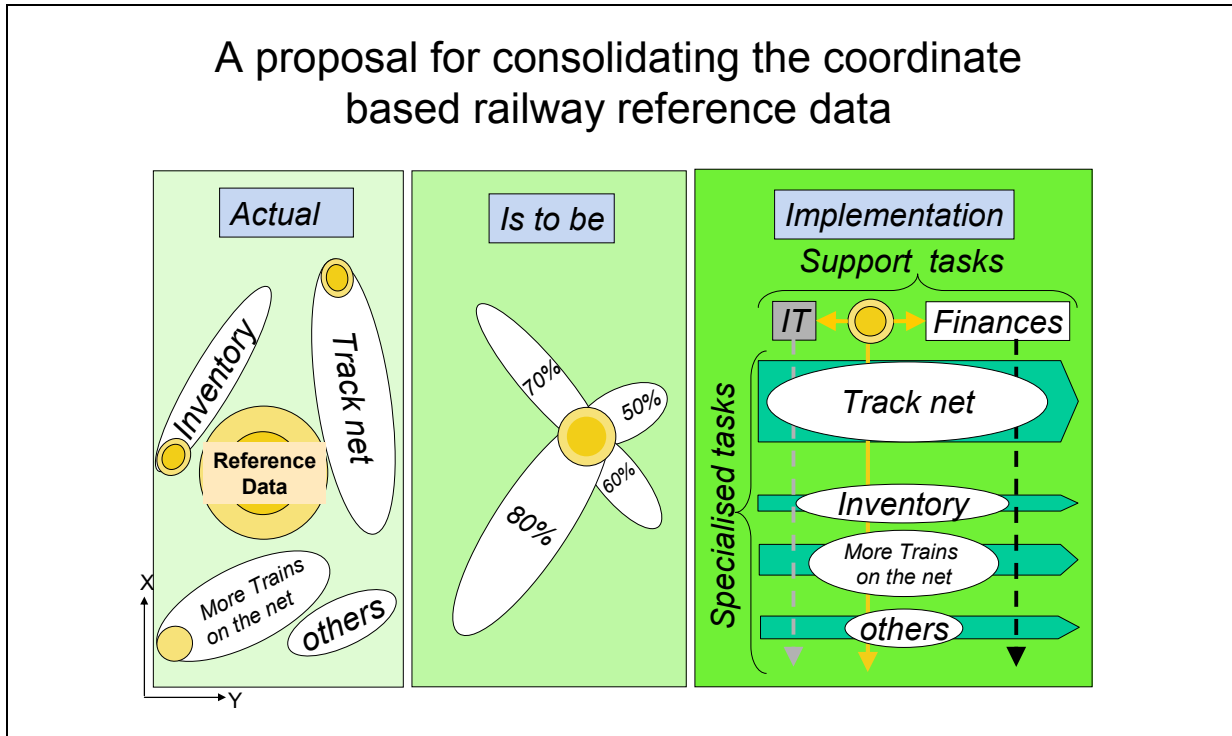 A proposal for consolidating the coordinate
based railway reference data
Actual
Inventory
Track net
Reference
Data
More Trains
on the net
others
X
Y
Is to be
70%
50%
60%
80%
Implementation
Support tasks
IT
Finances
Specialised tasks
Track net
Inventory
More Trains
on the net
others